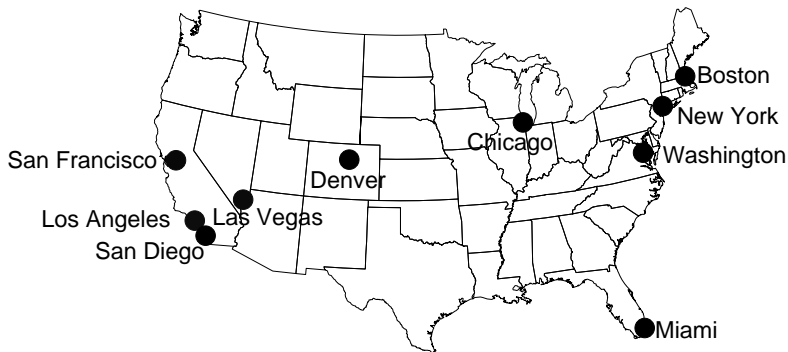 Boston
New York
Chicago
Washington
San Francisco
Denver
Los Angeles
Las Vegas
San Diego
Miami